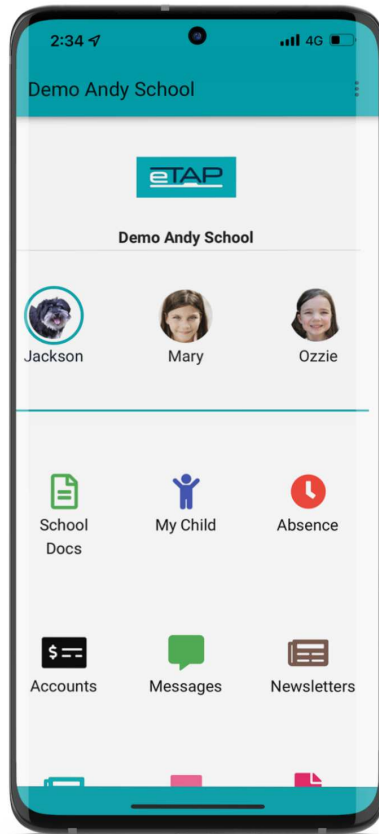 2:34 4G
Demo Andy School
eTAP
Demo Andy School
Jackson Mary Ozzie
School My Child Absence
Docs
$
Accounts Messages Newsletters